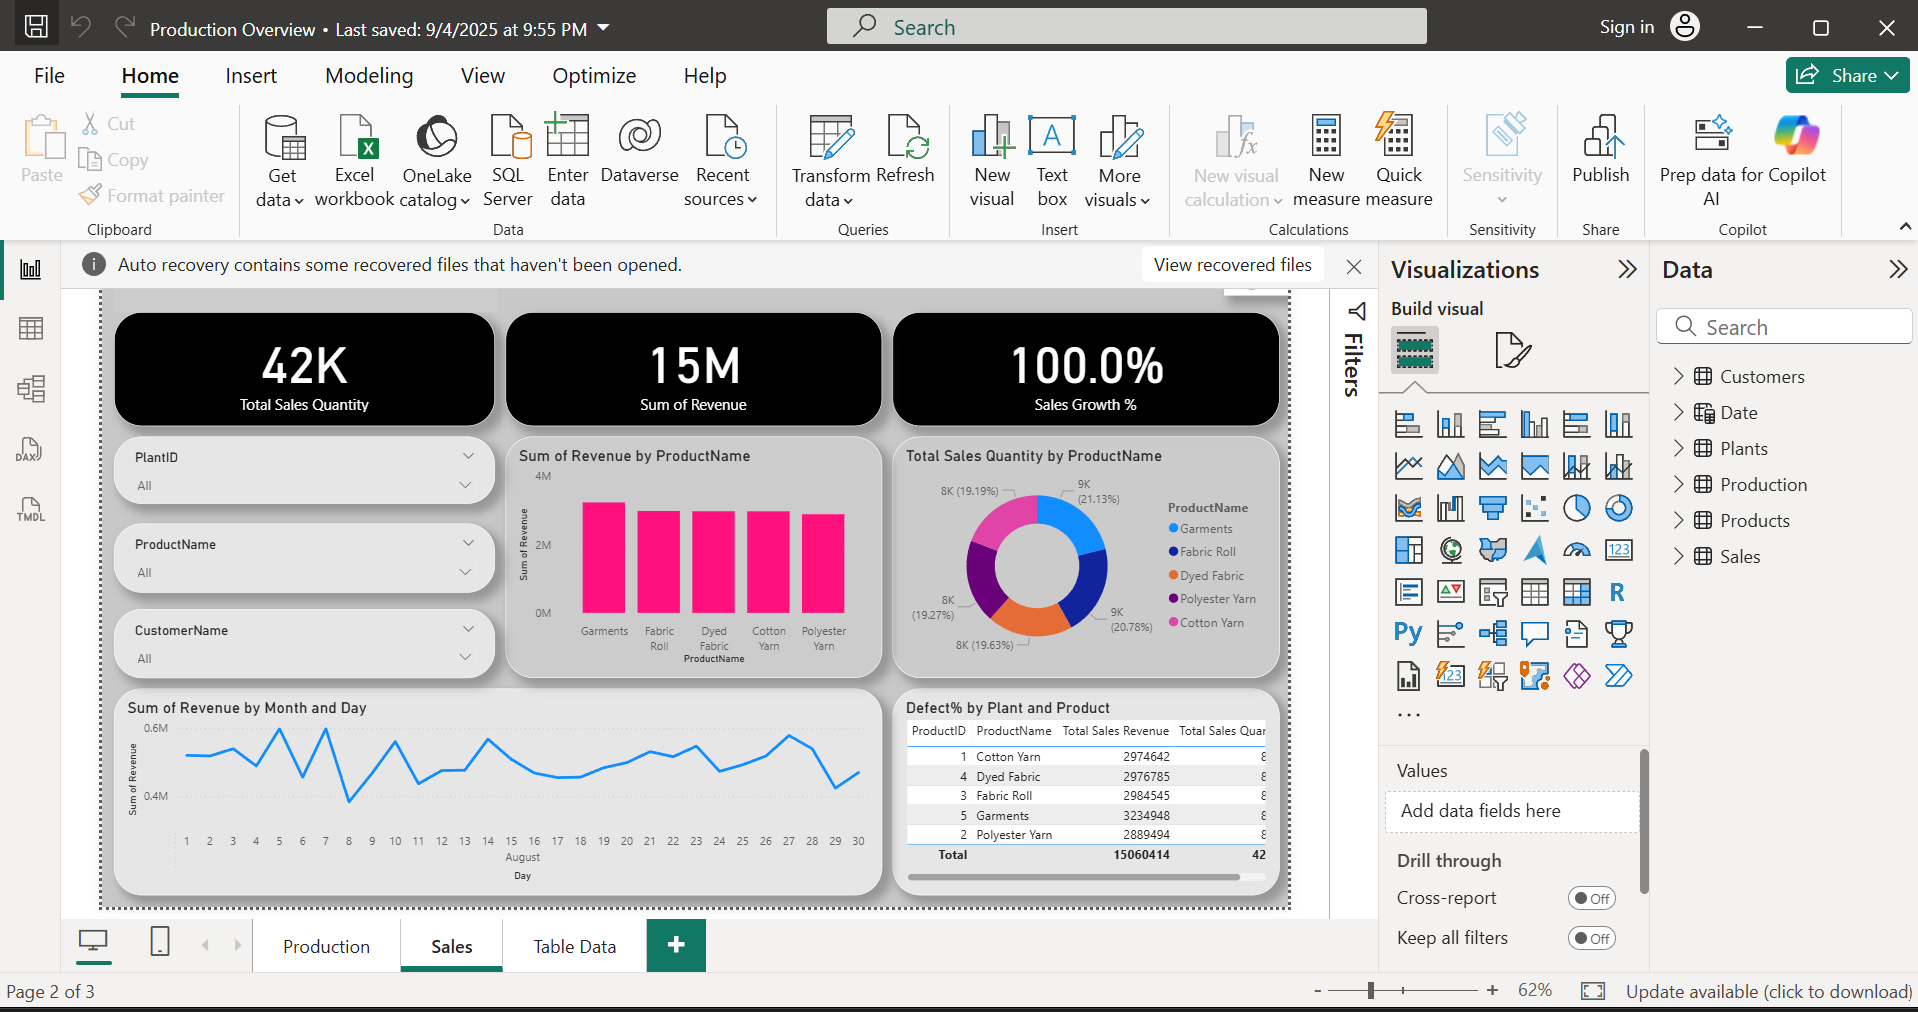 Production Overview • Last saved: 9/4/2025 at 9:55 PM
Search
Sign in
File
Home
Insert
Modeling
View
Optimize
Help
Share
Paste
Cut
Copy
Format painter
Clipboard
Get data
Excel workbook
OneLake catalog
SQL Server
Enter data
Dataverse
Recent sources
Data
Transform data
Refresh
Queries
New visual
A
Text box
More visuals
Insert
New visual calculation
New measure
Quick measure
Calculations
Sensitivity
Sensitivity
Publish
Share
Prep data for AI
Copilot
Copilot
Auto recovery contains some recovered files that haven't been opened.
View recovered files
DAX
TMDL
42K
Total Sales Quantity
15M
Sum of Revenue
100.0%
Sales Growth %
PlantID
All
ProductName
All
CustomerName
All
Sum of Revenue by ProductName
Sum of Revenue
4M
2M
0M
Garments
Fabric Roll
Dyed Fabric
Cotton Yarn
Polyester Yarn
ProductName
Total Sales Quantity by ProductName
8K (19.19%)
9K (21.13%)
8K (19.27%)
9K (20.78%)
8K (19.63%)
ProductName
Garments
Fabric Roll
Dyed Fabric
Polyester Yarn
Cotton Yarn
Sum of Revenue by Month and Day
Sum of Revenue
0.6M
0.4M
1 2 3 4 5 6 7 8 9 10 11 12 13 14 15 16 17 18 19 20 21 22 23 24 25 26 27 28 29 30
August
Day
Defect% by Plant and Product
ProductID ProductName Total Sales Revenue Total Sales Quar
1 Cotton Yarn 2974642 8
4 Dyed Fabric 2976785 8
3 Fabric Roll 2984545 8
5 Garments 3234948 8
2 Polyester Yarn 2889494 8
Total 15060414 42
Filters
Visualizations
Build visual
123
R
Py
123
Values
Add data fields here
Drill through
Cross-report
Off
Keep all filters
Off
Data
Search
Customers
Date
Plants
Production
Products
Sales
Production
Sales
Table Data
+
Page 2 of 3
- + 62%
Update available (click to download)